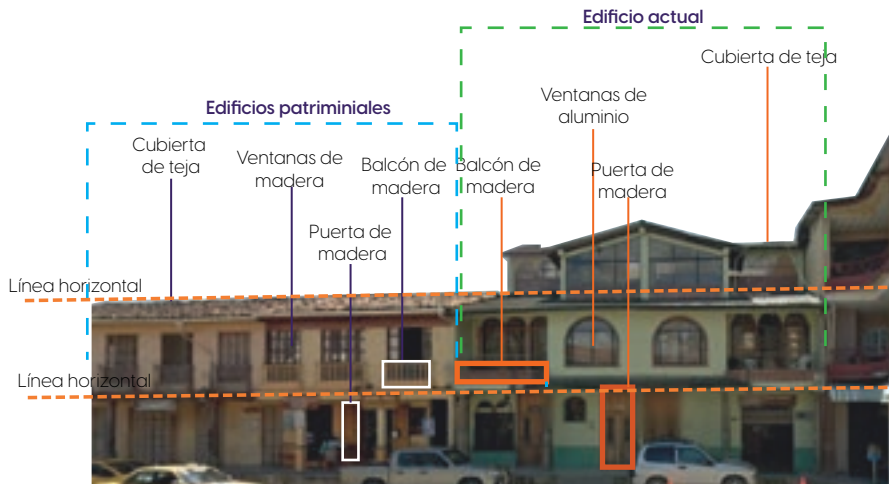 Edificio actual
Cubierta de teja
Edificios patriminiales
Ventanas de
aluminio
Cubierta
de teja
Ventanas de
madera
Balcón de
madera
Balcón de
madera
Puerta de
madera
Puerta de
madera
Línea horizontal
Línea horizontal